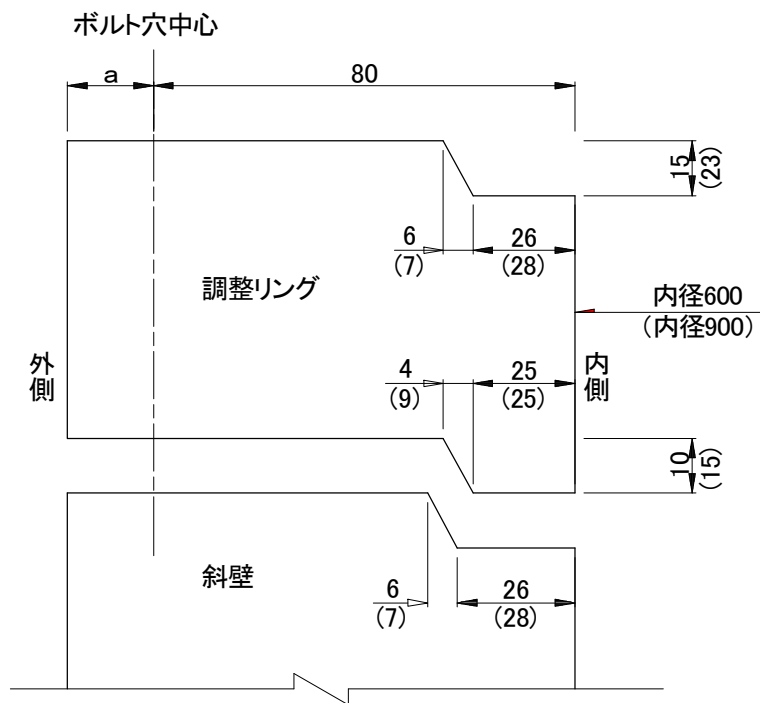 ボルト穴中心
a
80
15
(23)
6
(7)
26
(28)
調整リング
内径600
(内径900)
外側
4
(9)
25
(25)
内側
10
(15)
斜壁
6
(7)
26
(28)